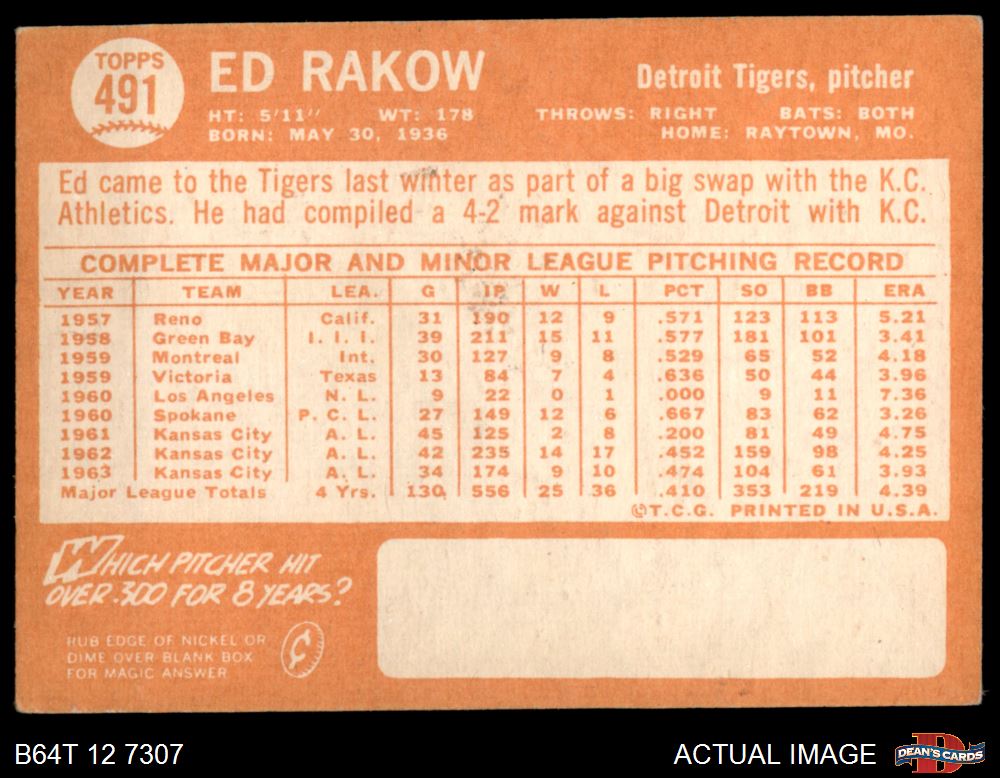 TOPPS
491
ED RAKOW
Detroit Tigers, pitcher
HT: 5'11" WT: 178 THROWS: RIGHT BATS: BOTH
BORN: MAY 30, 1936 HOME: RAYTOWN, MO.
Ed came to the Tigers last winter as part of a big swap with the K.C.
Athletics. He had compiled a 4-2 mark against Detroit with K.C.
COMPLETE MAJOR AND MINOR LEAGUE PITCHING RECORD
YEAR TEAM LEA. G IP W L PCT SO BB ERA
1957 Reno Calif. 31 190 12 9 .571 123 113 5.21
1958 Green Bay I. I. I. 39 211 15 11 .577 181 101 3.41
1959 Montreal Int. 30 127 9 8 .529 65 52 4.18
1959 Victoria Texas 13 84 7 4 .636 50 44 3.96
1960 Los Angeles N. L. 9 22 0 1 .000 9 11 7.36
1960 Spokane P. C. L. 27 149 12 6 .667 83 62 3.26
1961 Kansas City A. L. 45 125 2 8 .200 81 49 4.75
1962 Kansas City A. L. 42 235 14 17 .452 159 98 4.25
1963 Kansas City A. L. 34 174 9 10 .474 104 61 3.93
Major League Totals 4 Yrs. 130 556 25 36 .410 353 219 4.39
©T.C.G. PRINTED IN U.S.A.
WHICH PITCHER HIT
OVER .300 FOR 8 YEARS?
RUB EDGE OF NICKEL OR
DIME OVER BLANK BOX
FOR MAGIC ANSWER
¢
B64T 12 7307
ACTUAL IMAGE
DEAN'S CARDS